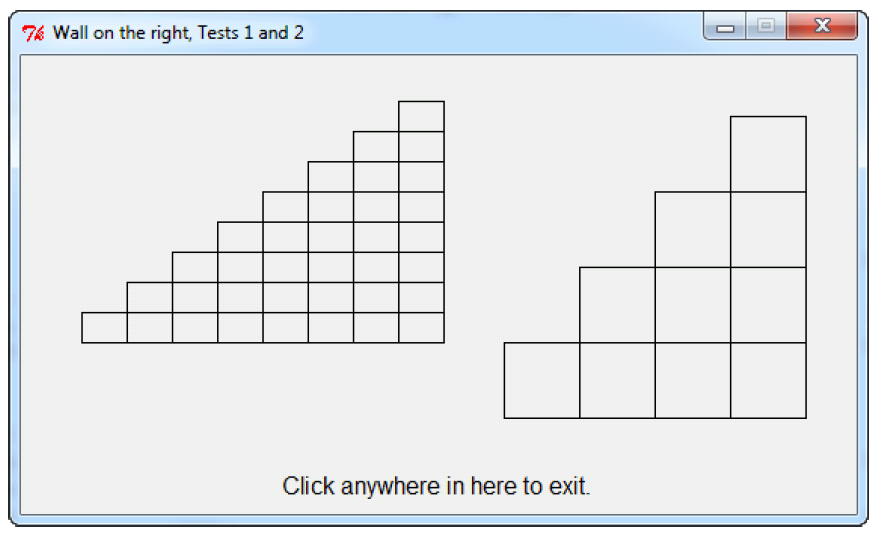 Wall on the right, Tests 1 and 2
Click anywhere in here to exit.